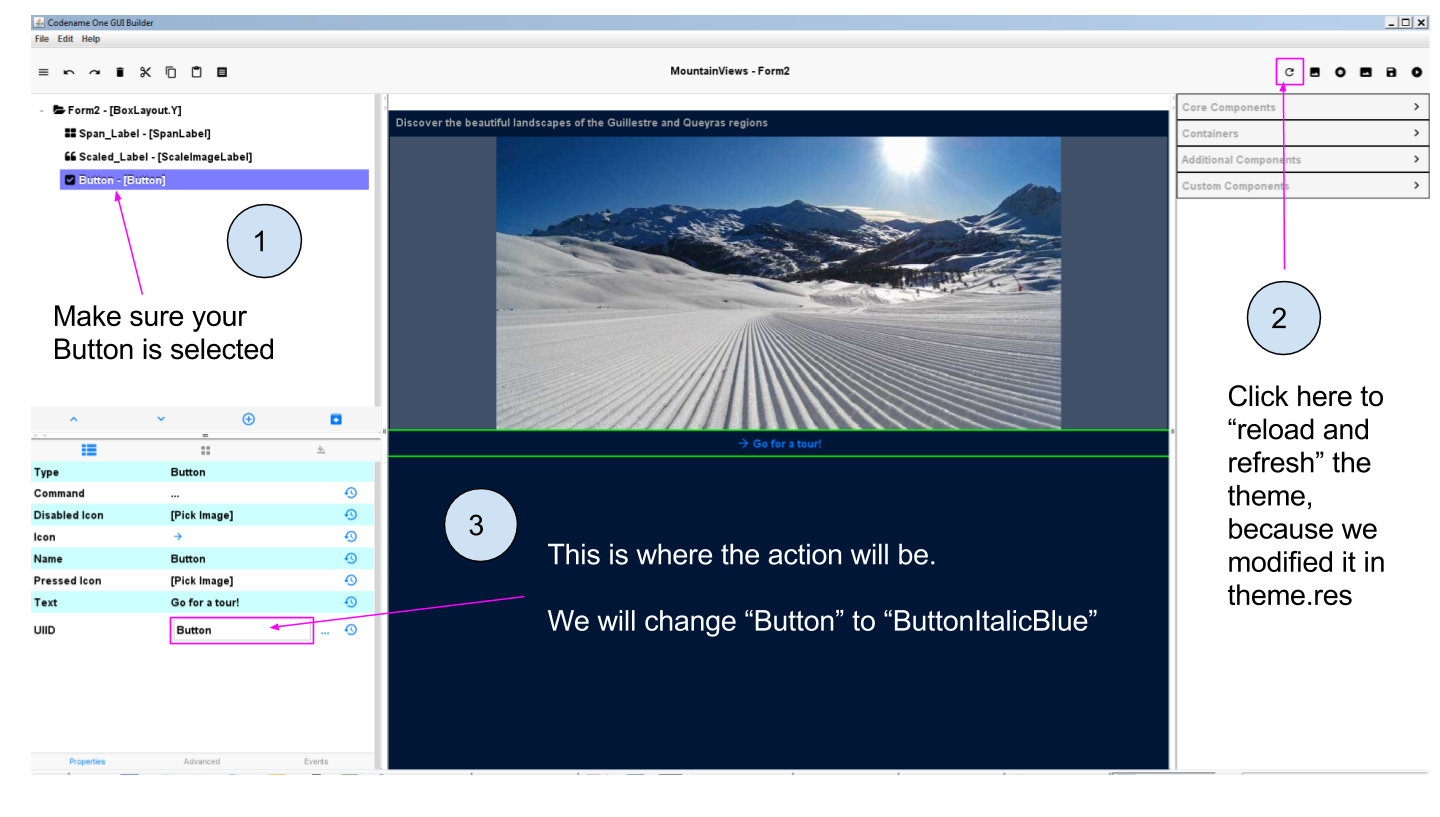 Codename One GUI Builder
File Edit Help
MountainViews - Form2
- Form2 - [BoxLayout.Y]
Span_Label - [SpanLabel]
Scaled_Label - [ScaleImageLabel]
Button - [Button]
1
Make sure your
Button is selected
Discover the beautiful landscapes of the Guillestre and Queyras regions
→ Go for a tour!
Core Components
Containers
Additional Components
Custom Components
2
Click here to
“reload and
refresh” the
theme,
because we
modified it in
theme.res
Type Button
Command ...
Disabled Icon [Pick Image]
Icon →
Name Button
Pressed Icon [Pick Image]
Text Go for a tour!
UIID Button ...
3
This is where the action will be.
We will change “Button” to “ButtonItalicBlue”
Properties Advanced Events